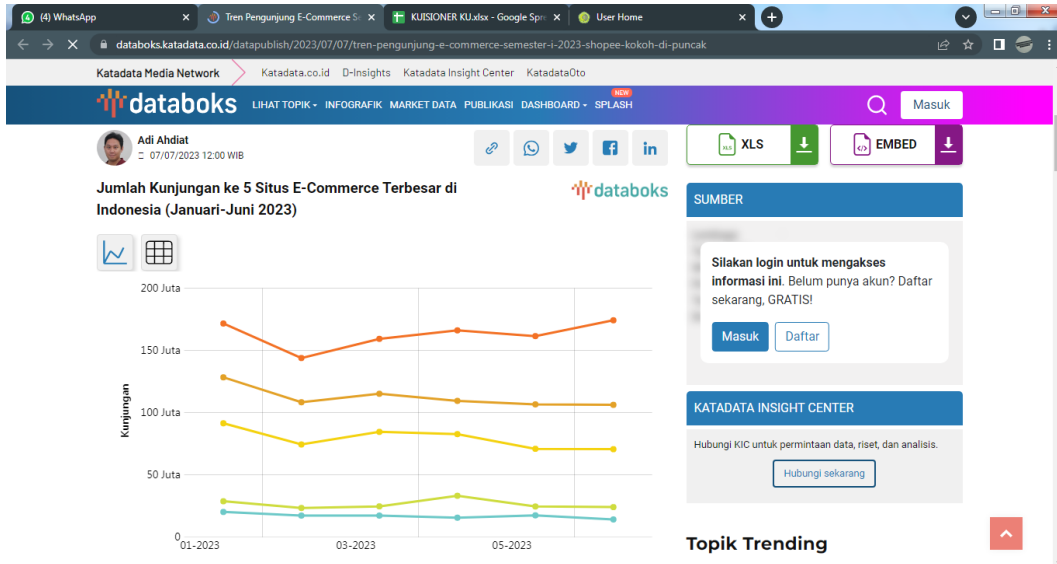 (4) WhatsApp
Tren Pengunjung E-Commerce Se
KUISIONER KU.xlsx - Google Spre
User Home
databoks.katadata.co.id/datapublish/2023/07/07/tren-pengunjung-e-commerce-semester-i-2023-shopee-kokoh-di-puncak
Katadata Media Network
Katadata.co.id D-Insights Katadata Insight Center KatadataOto
databoks
LIHAT TOPIK INFOGRAFIK MARKET DATA PUBLIKASI DASHBOARD SPLASH
NEW
Masuk
Adi Ahdiat
07/07/2023 12:00 WIB
XLS
EMBED
Jumlah Kunjungan ke 5 Situs E-Commerce Terbesar di
Indonesia (Januari-Juni 2023)
databoks
200 Juta
150 Juta
100 Juta
50 Juta
0
Kunjungan
01-2023
03-2023
05-2023
SUMBER
Silakan login untuk mengakses
informasi ini. Belum punya akun? Daftar
sekarang, GRATIS!
Masuk
Daftar
KATADATA INSIGHT CENTER
Hubungi KIC untuk permintaan data, riset, dan analisis.
Hubungi sekarang
Topik Trending